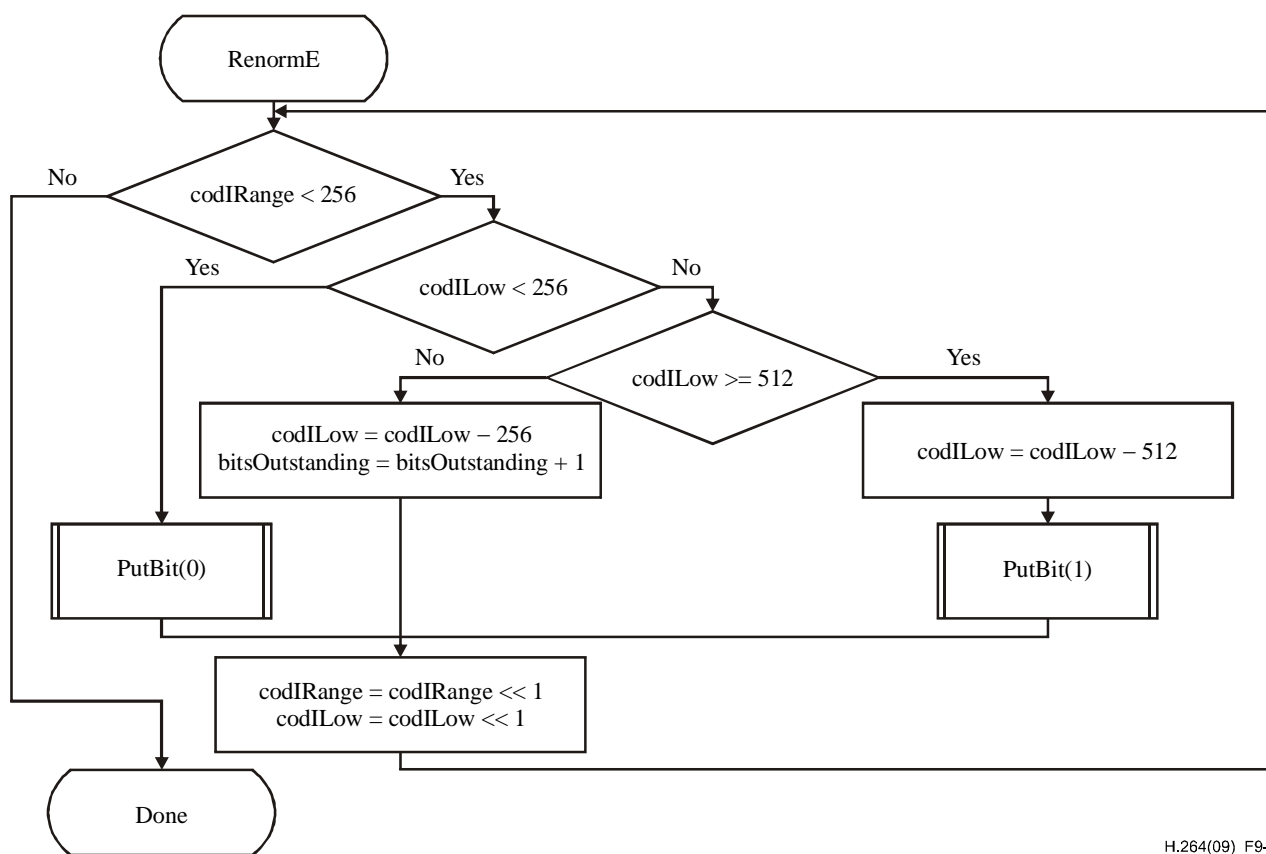 RenormE
codIRange < 256
No
Yes
codILow < 256
Yes
No
codILow >= 512
No
Yes
codILow = codILow – 256
bitsOutstanding = bitsOutstanding + 1
codILow = codILow – 512
PutBit(0)
PutBit(1)
codIRange = codIRange << 1
codILow = codILow << 1
Done
H.264(09)_F9-